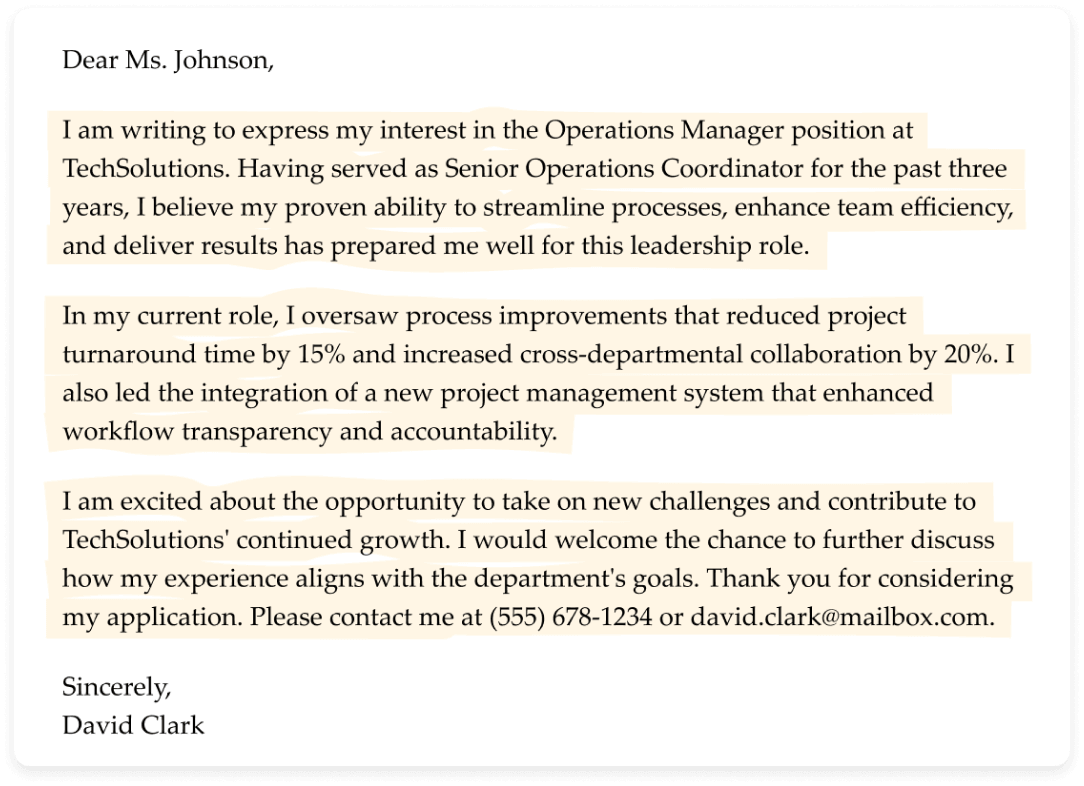 Dear Ms. Johnson,
I am writing to express my interest in the Operations Manager position at
TechSolutions. Having served as Senior Operations Coordinator for the past three
years, I believe my proven ability to streamline processes, enhance team efficiency,
and deliver results has prepared me well for this leadership role.
In my current role, I oversaw process improvements that reduced project
turnaround time by 15% and increased cross-departmental collaboration by 20%. I
also led the integration of a new project management system that enhanced
workflow transparency and accountability.
I am excited about the opportunity to take on new challenges and contribute to
TechSolutions' continued growth. I would welcome the chance to further discuss
how my experience aligns with the department's goals. Thank you for considering
my application. Please contact me at (555) 678-1234 or david.clark@mailbox.com.
Sincerely,
David Clark